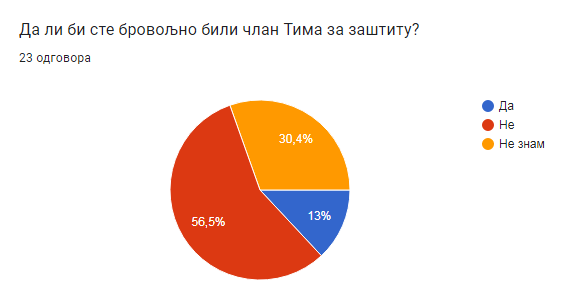 Да ли би сте бровољно били члан Тима за заштиту?
23 одговора
Да
Не
Не знам
30,4%
13%
56,5%